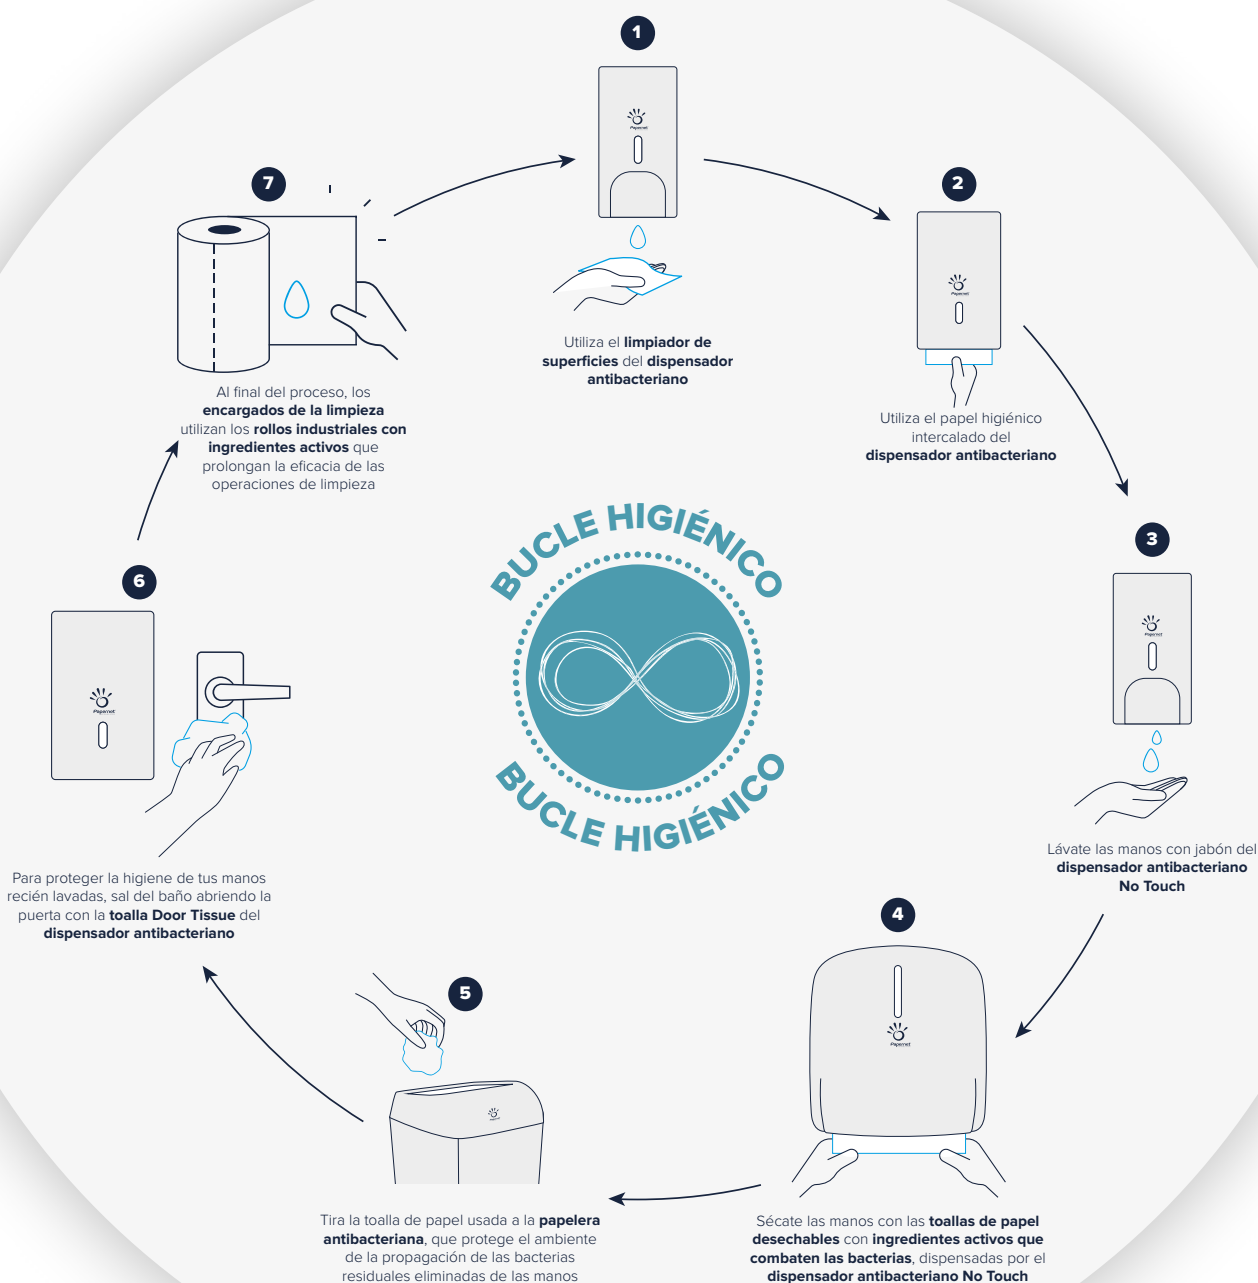 1
Papernet
Utiliza el limpiador de
superficies del dispensador
antibacteriano
2
Papernet
Utiliza el papel higiénico
intercalado del
dispensador antibacteriano
3
Papernet
Lávate las manos con jabón del
dispensador antibacteriano
No Touch
4
Papernet
Sécate las manos con las toallas de papel
desechables con ingredientes activos que
combaten las bacterias, dispensadas por el
dispensador antibacteriano No Touch
5
Tira la toalla de papel usada a la papelera
antibacteriana, que protege el ambiente
de la propagación de las bacterias
residuales eliminadas de las manos
6
Papernet
Para proteger la higiene de tus manos
recién lavadas, sal del baño abriendo la
puerta con la toalla Door Tissue del
dispensador antibacteriano
7
Al final del proceso, los
encargados de la limpieza
utilizan los rollos industriales con
ingredientes activos que
prolongan la eficacia de las
operaciones de limpieza
BUCLE HIGIÉNICO
BUCLE HIGIÉNICO